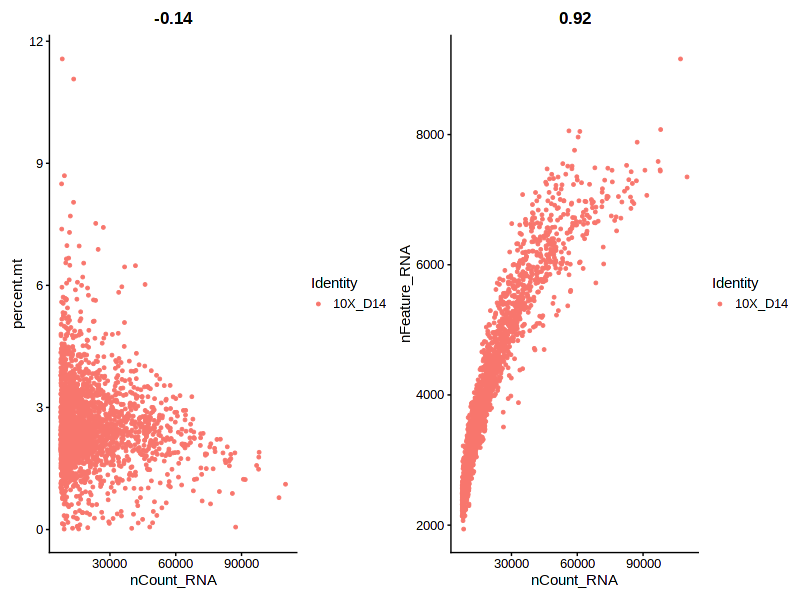 -0.14
12
9
6
3
0
percent.mt
30000
60000
90000
nCount_RNA
Identity
10X_D14
0.92
8000
6000
4000
2000
nFeature_RNA
30000
60000
90000
nCount_RNA
Identity
10X_D14